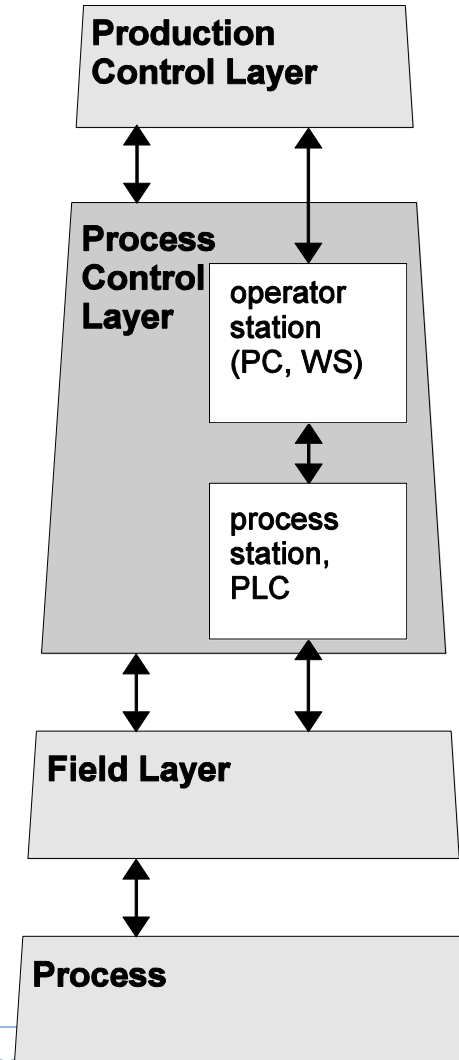 Production
Control Layer
Process
Control
Layer
operator
station
(PC, WS)
process
station,
PLC
Field Layer
Process